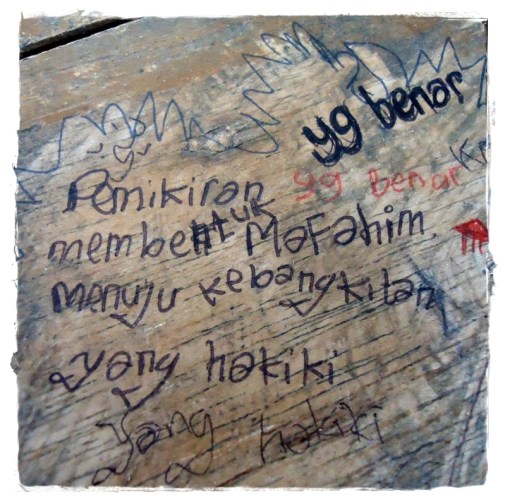 yg benar
Pemikiran yg Benar
membentuk Mafahim
menuju kebangkitan
yang hakiki
yang hakiki